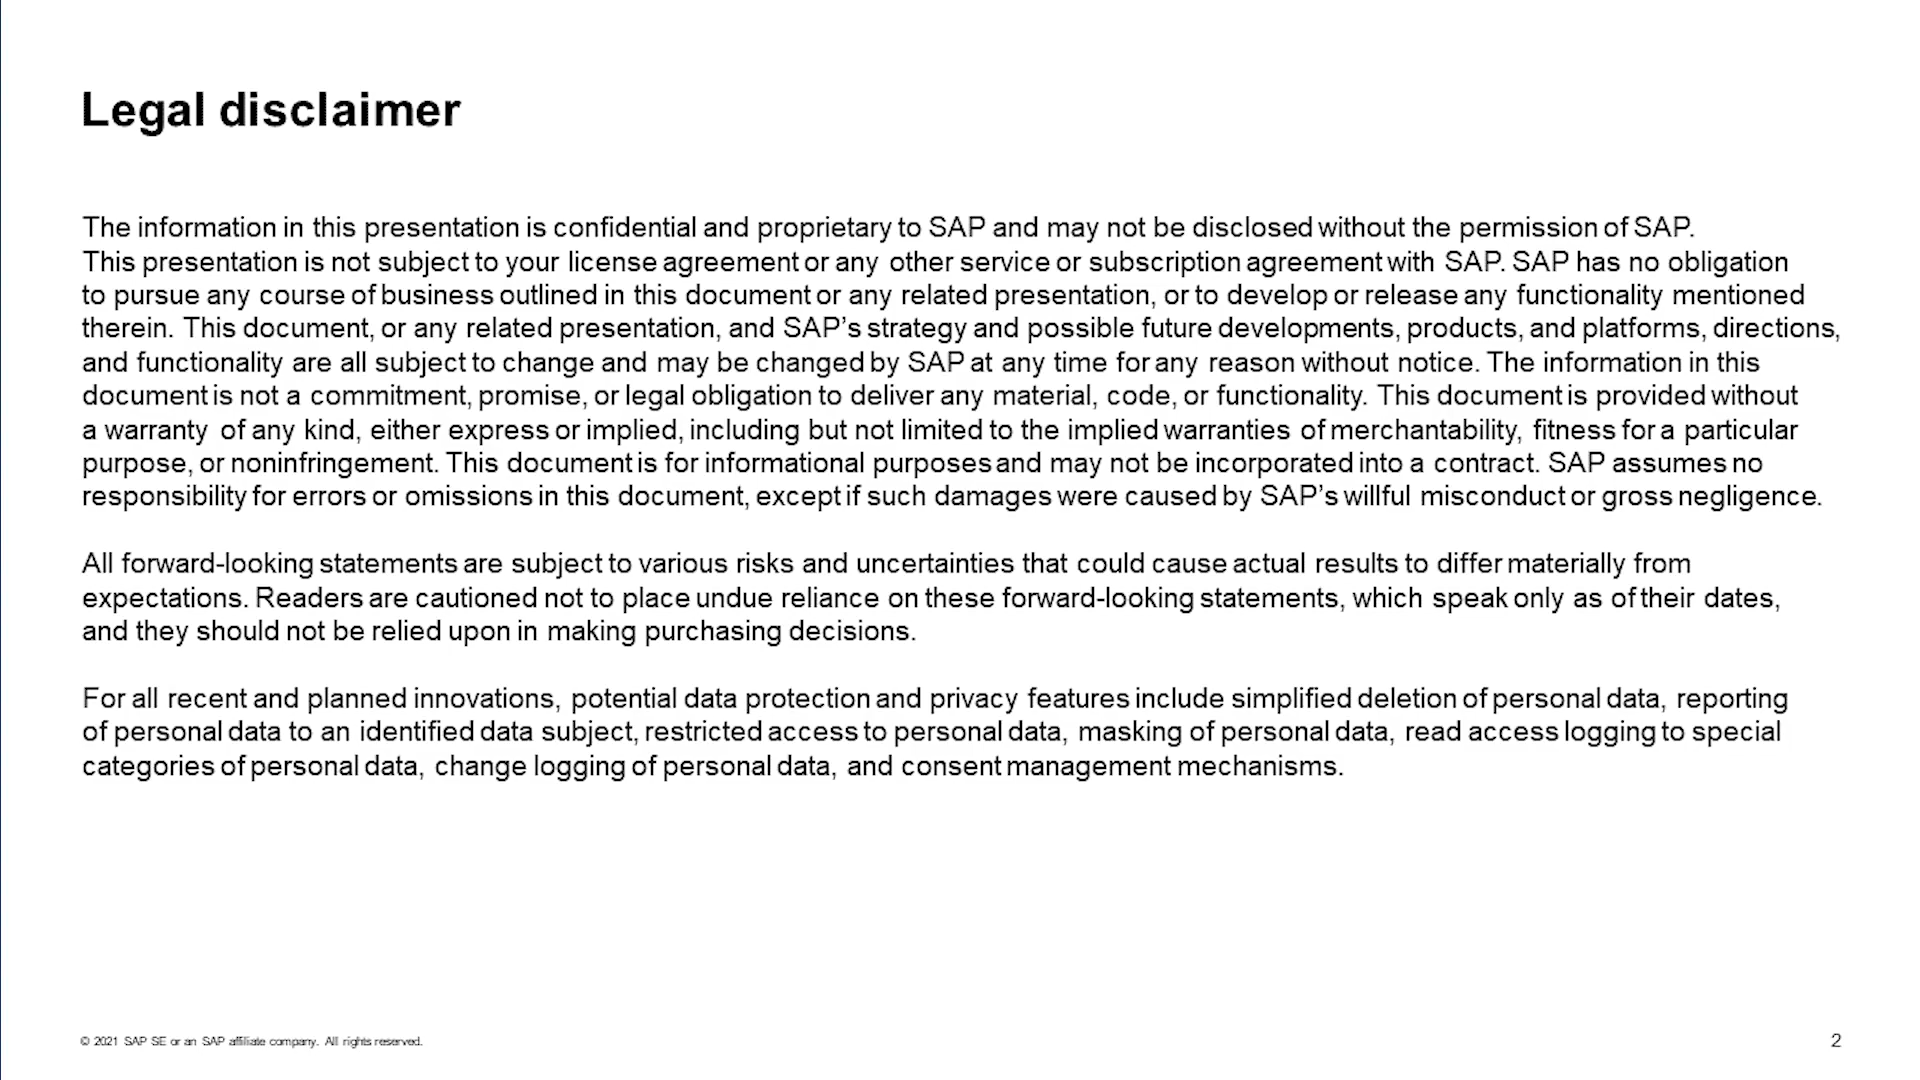 Legal disclaimer
The information in this presentation is confidential and proprietary to SAP and may not be disclosed without the permission of SAP.
This presentation is not subject to your license agreement or any other service or subscription agreement with SAP. SAP has no obligation
to pursue any course of business outlined in this document or any related presentation, or to develop or release any functionality mentioned
therein. This document, or any related presentation, and SAP’s strategy and possible future developments, products, and platforms, directions,
and functionality are all subject to change and may be changed by SAP at any time for any reason without notice. The information in this
document is not a commitment, promise, or legal obligation to deliver any material, code, or functionality. This document is provided without
a warranty of any kind, either express or implied, including but not limited to the implied warranties of merchantability, fitness for a particular
purpose, or noninfringement. This document is for informational purposes and may not be incorporated into a contract. SAP assumes no
responsibility for errors or omissions in this document, except if such damages were caused by SAP’s willful misconduct or gross negligence.
All forward-looking statements are subject to various risks and uncertainties that could cause actual results to differ materially from
expectations. Readers are cautioned not to place undue reliance on these forward-looking statements, which speak only as of their dates,
and they should not be relied upon in making purchasing decisions.
For all recent and planned innovations, potential data protection and privacy features include simplified deletion of personal data, reporting
of personal data to an identified data subject, restricted access to personal data, masking of personal data, read access logging to special
categories of personal data, change logging of personal data, and consent management mechanisms.
© 2021 SAP SE or an SAP affiliate company. All rights reserved.
2